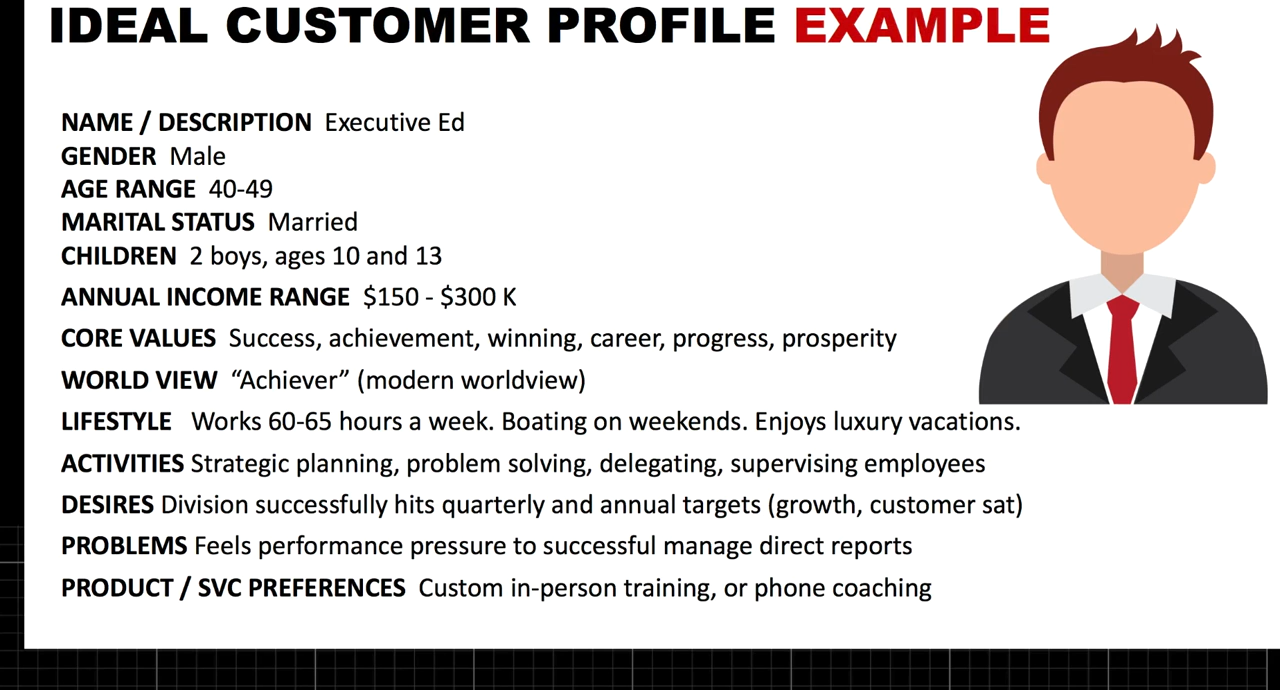 IDEAL CUSTOMER PROFILE EXAMPLE
NAME / DESCRIPTION Executive Ed
GENDER Male
AGE RANGE 40-49
MARITAL STATUS Married
CHILDREN 2 boys, ages 10 and 13
ANNUAL INCOME RANGE $150 - $300 K
CORE VALUES Success, achievement, winning, career, progress, prosperity
WORLD VIEW “Achiever” (modern worldview)
LIFESTYLE Works 60-65 hours a week. Boating on weekends. Enjoys luxury vacations.
ACTIVITIES Strategic planning, problem solving, delegating, supervising employees
DESIRES Division successfully hits quarterly and annual targets (growth, customer sat)
PROBLEMS Feels performance pressure to successful manage direct reports
PRODUCT / SVC PREFERENCES Custom in-person training, or phone coaching